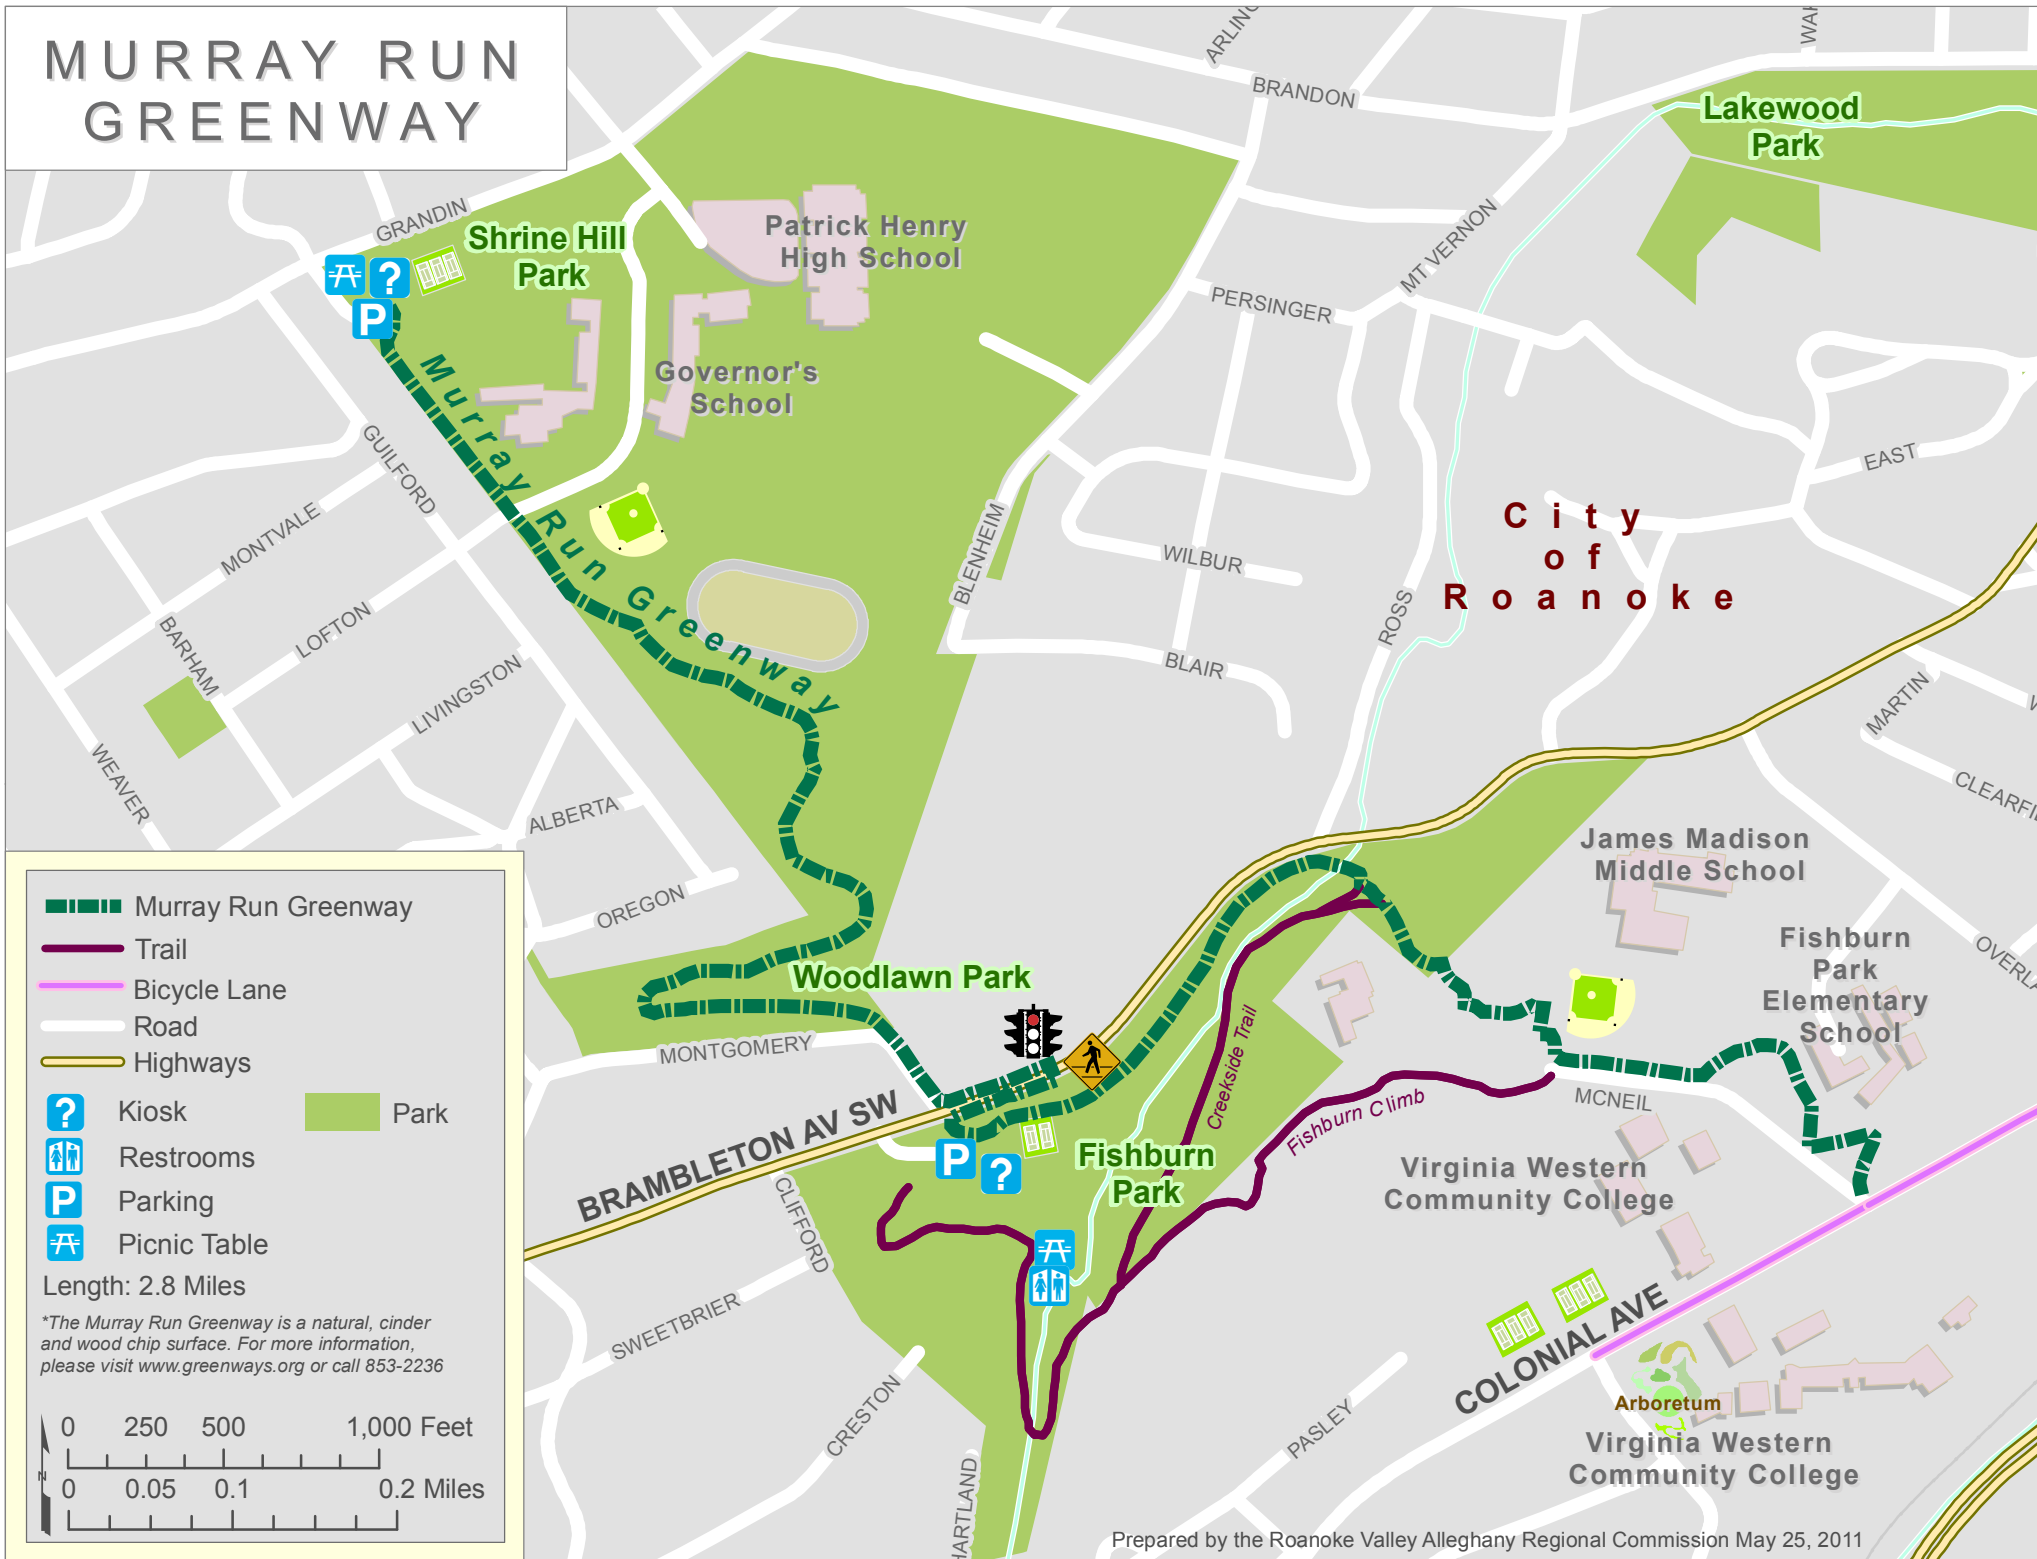 MURRAY RUN
GREENWAY
BRANDON
Lakewood
Park
GRANDIN
Shrine Hill
Park
Patrick Henry
High School
MT VERNON
PERSINGER
Governor's
School
Murray Run Greenway
GUILFORD
EAST
MONTVALE
City
of
Roanoke
BLENHEIM
WILBUR
ROSS
LOFTON
BARHAM
BLAIR
LIVINGSTON
MARTIN
WEAVER
ALBERTA
James Madison
Middle School
OREGON
Fishburn
Park
Elementary
School
Woodlawn Park
MONTGOMERY
Creekside Trail
Fishburn Climb
MCNEIL
BRAMBLETON AV SW
P
?
Fishburn
Park
Virginia Western
Community College
CLIFFORD
SWEETBRIER
COLONIAL AVE
CRESTON
PASLEY
Arboretum
Virginia Western
Community College
HARTLAND
?
P
Murray Run Greenway
Trail
Bicycle Lane
Road
Highways
? Kiosk
Park
Restrooms
P Parking
Picnic Table
Length: 2.8 Miles
*The Murray Run Greenway is a natural, cinder
and wood chip surface. For more information,
please visit www.greenways.org or call 853-2236
0 250 500 1,000 Feet
N
0 0.05 0.1 0.2 Miles
Prepared by the Roanoke Valley Alleghany Regional Commission May 25, 2011